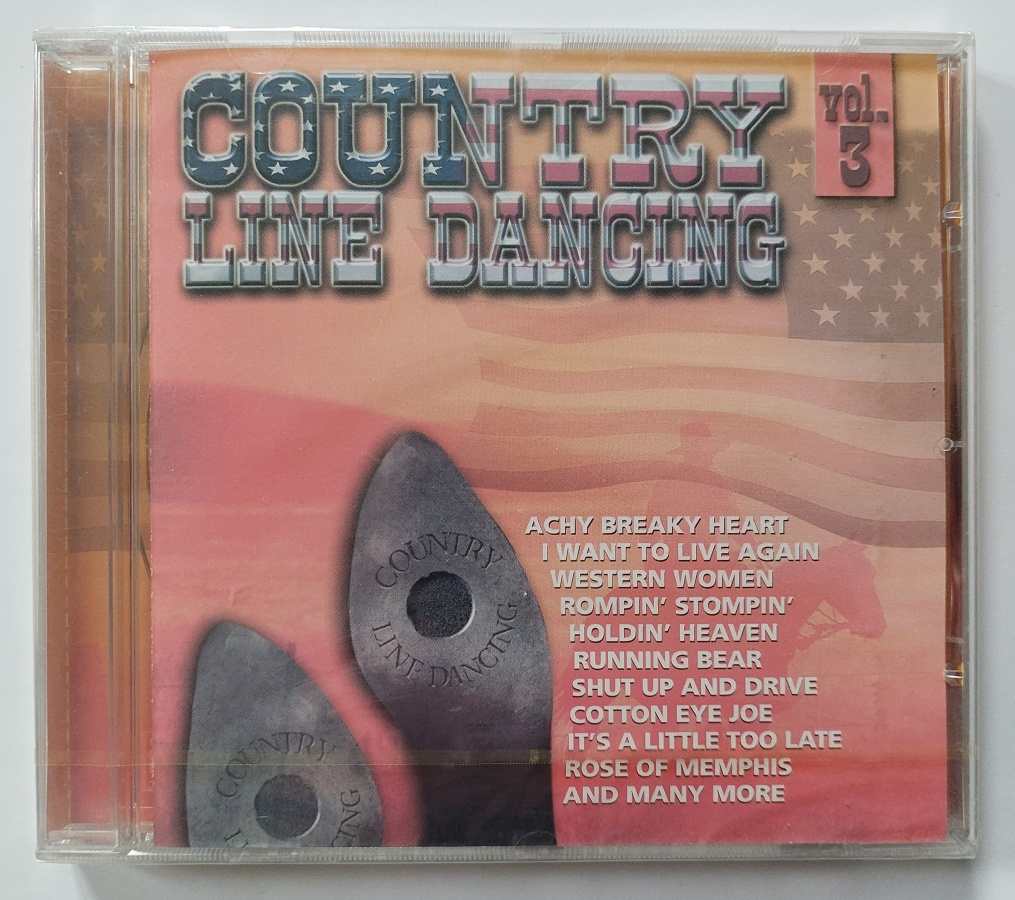 COUNTRY
LINE DANCING
vol.
3
ACHY BREAKY HEART
I WANT TO LIVE AGAIN
WESTERN WOMEN
ROMPIN' STOMPIN'
HOLDIN' HEAVEN
RUNNING BEAR
SHUT UP AND DRIVE
COTTON EYE JOE
IT'S A LITTLE TOO LATE
ROSE OF MEMPHIS
AND MANY MORE
COUNTRY
LINE DANCING
COUNTRY